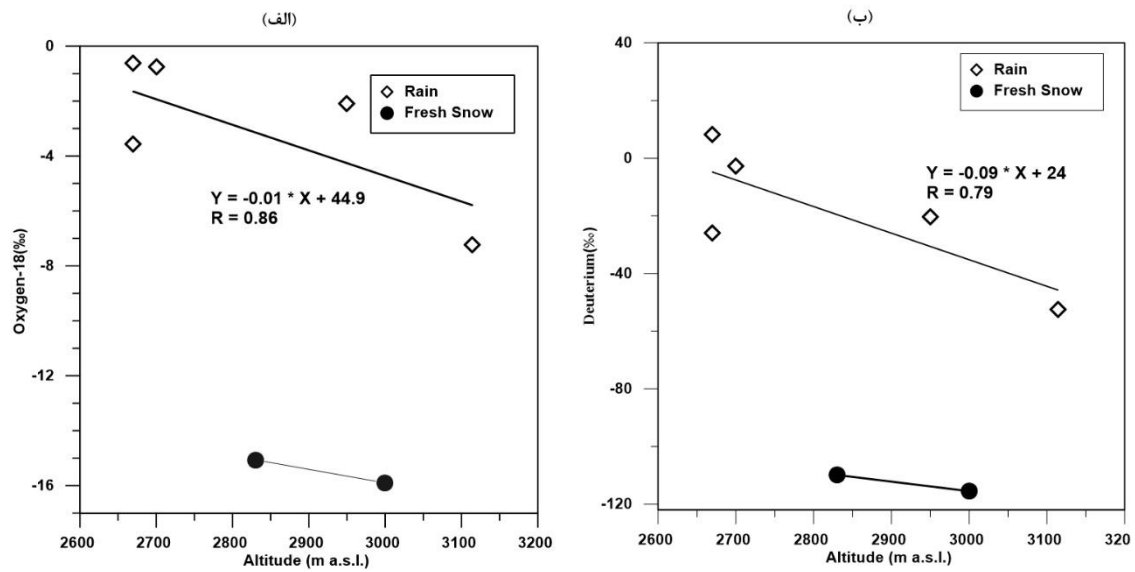 (الف)
0
-4
-8
-12
-16
Oxygen-18(‰)
Rain
Fresh Snow
Y = -0.01 * X + 44.9
R = 0.86
2600 2700 2800 2900 3000 3100 3200
Altitude (m a.s.l.)
(ب)
40
0
-40
-80
-120
Deuterium(‰)
Rain
Fresh Snow
Y = -0.09 * X + 24
R = 0.79
2600 2700 2800 2900 3000 3100 320
Altitude (m a.s.l.)